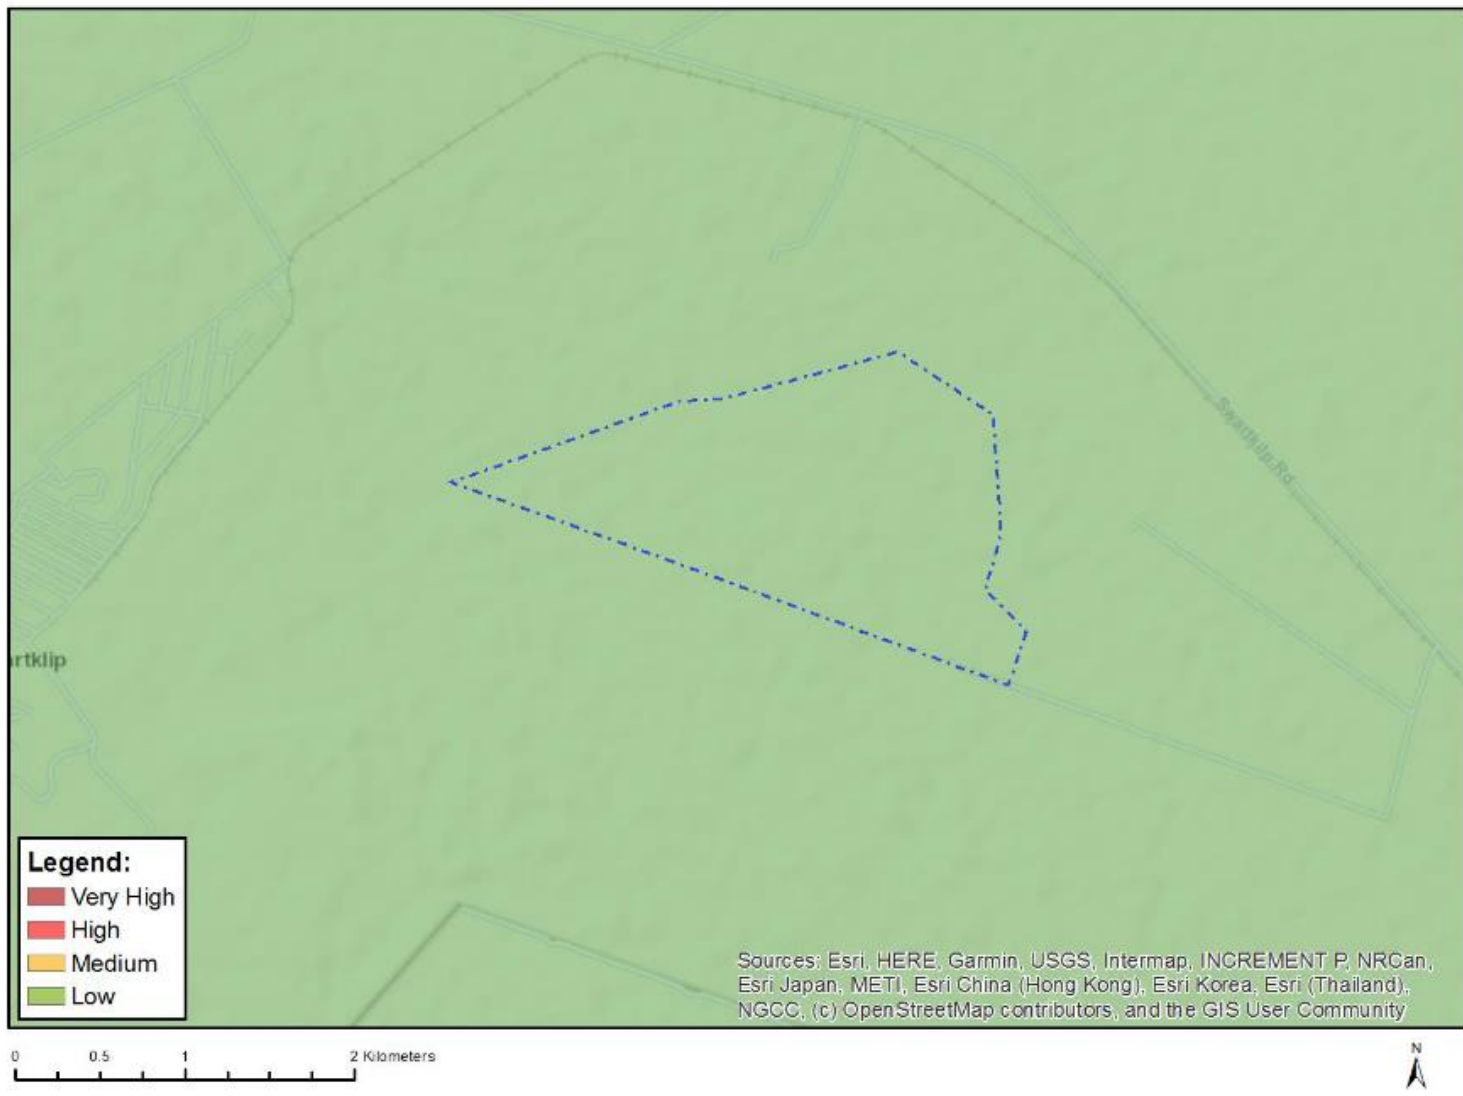 Swartklip Rd
artklip
Legend:
Very High
High
Medium
Low
Sources: Esri, HERE, Garmin, USGS, Intermap, INCREMENT P, NRCan,
Esri Japan, METI, Esri China (Hong Kong), Esri Korea, Esri (Thailand),
NGCC, (c) OpenStreetMap contributors, and the GIS User Community
0 0.5 1 2 Kilometers
N